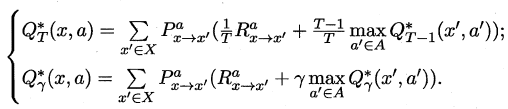 Q*_T(x, a) = ∑_{x'∈X} P^a_{x→x'}(1/T R^a_{x→x'} + T−1/T max_{a'∈A} Q*_{T−1}(x', a'));
Q*_γ(x, a) = ∑_{x'∈X} P^a_{x→x'}(R^a_{x→x'} + γ max_{a'∈A} Q*_γ(x', a')).